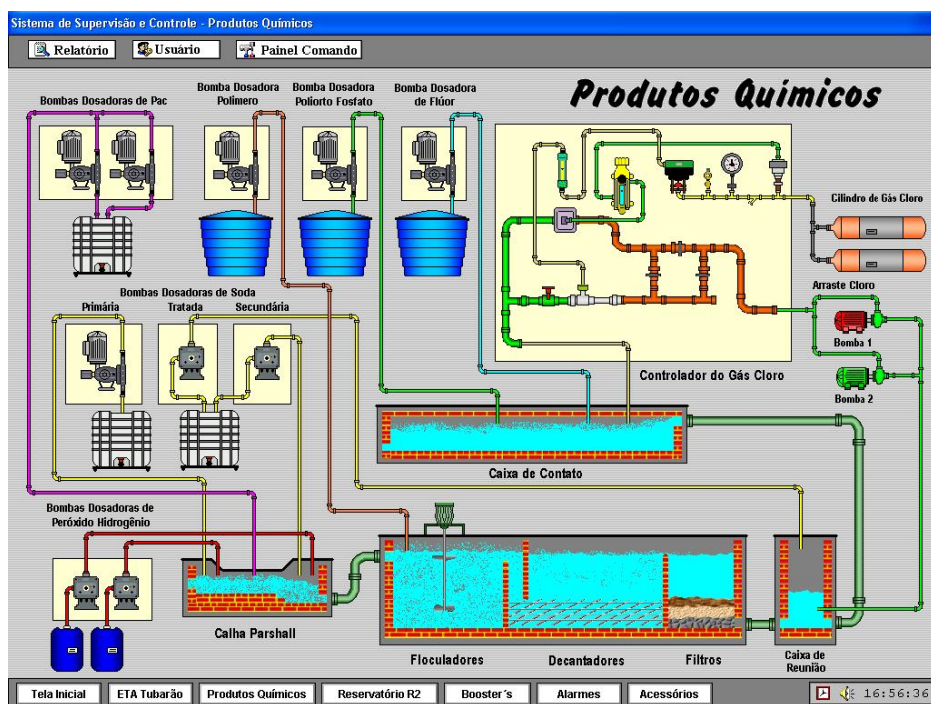 Sistema de Supervisão e Controle - Produtos Químicos
Relatório
Usuário
Painel Comando
Produtos Químicos
Bombas Dosadoras de Pac
Bomba Dosadora
Polímero
Bomba Dosadora
Poliorto Fosfato
Bomba Dosadora
de Flúor
Cilindro de Gás Cloro
Bombas Dosadoras de Soda
Primária
Tratada
Secundária
Arraste Cloro
Bomba 1
Bomba 2
Controlador do Gás Cloro
Caixa de Contato
Bombas Dosadoras de
Peróxido Hidrogênio
Calha Parshall
Floculadores
Decantadores
Filtros
Caixa de
Reunião
Tela Inicial
ETA Tubarão
Produtos Químicos
Reservatório R2
Booster´s
Alarmes
Acessórios
16:56:36